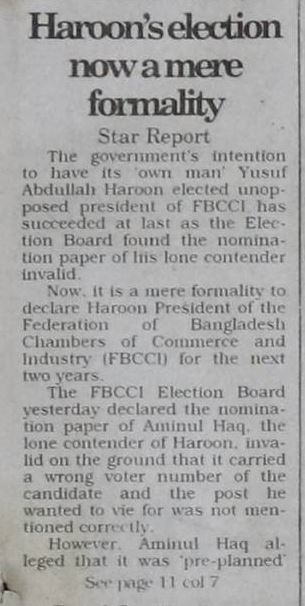 Haroon's election
now a mere
formality
Star Report
The government's intention
to have its 'own man' Yusuf
Abdullah Haroon elected unop-
posed president of FBCCI has
succeeded at last as the Elec-
tion Board found the nomina-
tion paper of his lone contender
invalid.
Now, it is a mere formality to
declare Haroon President of the
Federation of Bangladesh
Chambers of Commerce and
Industry (FBCCI) for the next
two years.
The FBCCI Election Board
yesterday declared the nomina-
tion paper of Aminul Haq, the
lone contender of Haroon, inva-
lid on the ground that it carried
a wrong voter number of the
candidate and the post he
wanted to vie for was not men-
tioned correctly.
However, Aminul Haq al-
leged that it was 'pre-planned'
See page 11 col 7